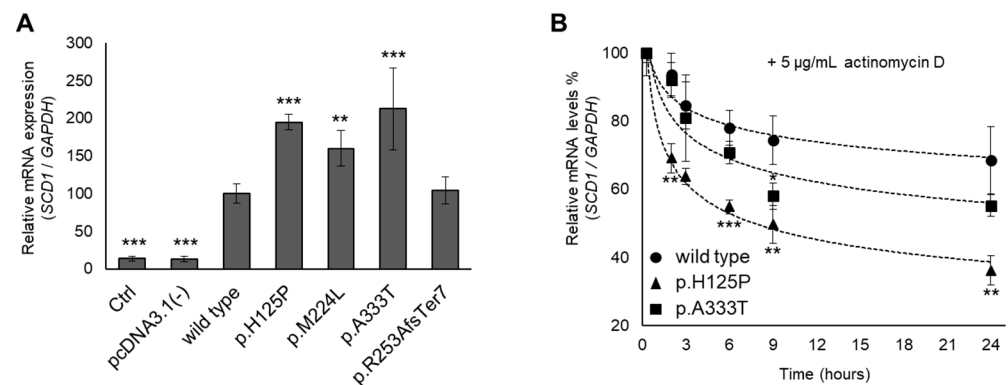 A
Relative mRNA expression
(SCD1 / GAPDH)
300
250
200
150
100
50
0
***
***
***
**
***
Ctrl
pcDNA3.1(-)
wild type
p.H125P
p.M224L
p.A333T
p.R253AfsTer7
B
Relative mRNA levels %
(SCD1 / GAPDH)
100
80
60
40
20
+ 5 µg/mL actinomycin D
**
***
*
**
**
wild type
p.H125P
p.A333T
0 3 6 9 12 15 18 21 24
Time (hours)